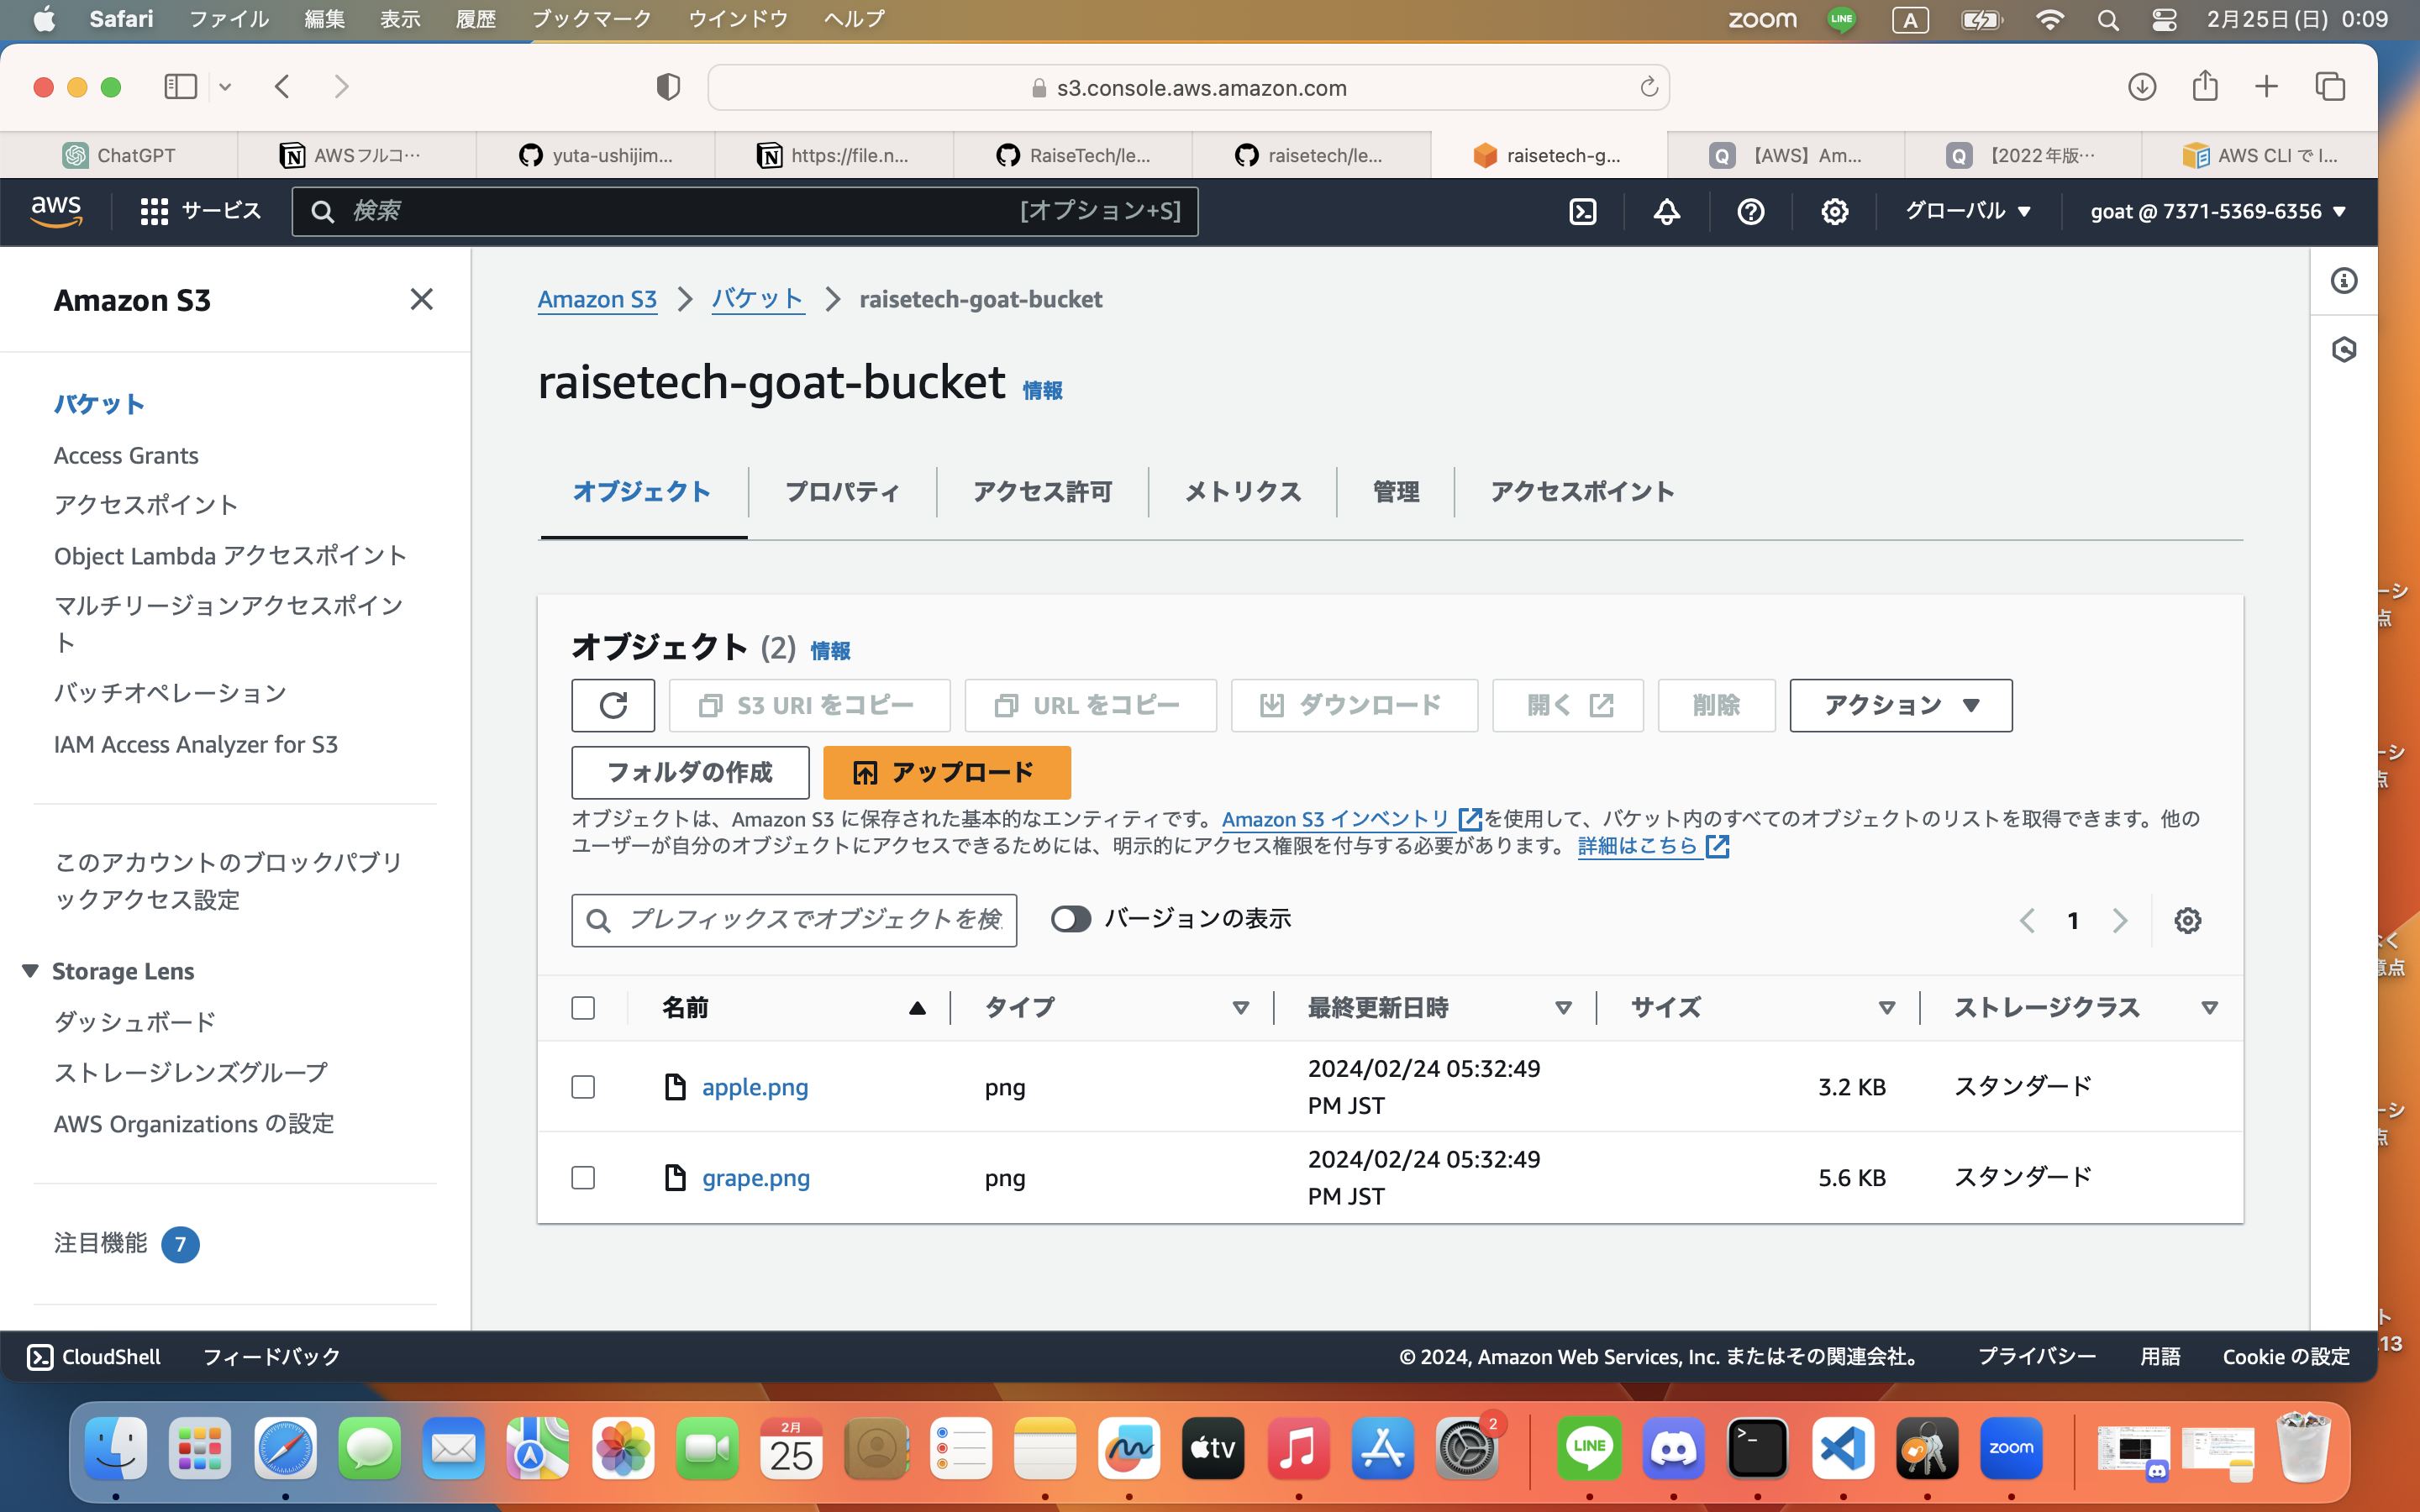 Safari ファイル 編集 表示 履歴 ブックマーク ウインドウ ヘルプ zoom LINE A 2月25日(日) 0:09
s3.console.aws.amazon.com
ChatGPT AWSフルコ… yuta-ushijim... https://file.n... RaiseTech/le... raisetech/le... raisetech-g... 【AWS】Am... 【2022年版… AWS CLI で I...
aws サービス 検索 [オプション+S] グローバル ▼ goat @ 7371-5369-6356 ▼
Amazon S3
バケット
Access Grants
アクセスポイント
Object Lambda アクセスポイント
マルチリージョンアクセスポイン
ト
バッチオペレーション
IAM Access Analyzer for S3
このアカウントのブロックパブリ
ックアクセス設定
▼ Storage Lens
ダッシュボード
ストレージレンズグループ
AWS Organizations の設定
注目機能 7
Amazon S3 > バケット > raisetech-goat-bucket
raisetech-goat-bucket 情報
オブジェクト プロパティ アクセス許可 メトリクス 管理 アクセスポイント
オブジェクト (2) 情報
S3 URI をコピー URL をコピー ダウンロード 開く 削除 アクション ▼
フォルダの作成 アップロード
オブジェクトは、Amazon S3 に保存された基本的なエンティティです。Amazon S3 インベントリ を使用して、バケット内のすべてのオブジェクトのリストを取得できます。他の
ユーザーが自分のオブジェクトにアクセスできるためには、明示的にアクセス権限を付与する必要があります。詳細はこちら
プレフィックスでオブジェクトを検 バージョンの表示 1
名前 タイプ 最終更新日時 サイズ ストレージクラス
apple.png png 2024/02/24 05:32:49 3.2 KB スタンダード
PM JST
grape.png png 2024/02/24 05:32:49 5.6 KB スタンダード
PM JST
CloudShell フィードバック © 2024, Amazon Web Services, Inc. またはその関連会社。 プライバシー 用語 Cookie の設定
2月
25
tv
2
LINE
zoom